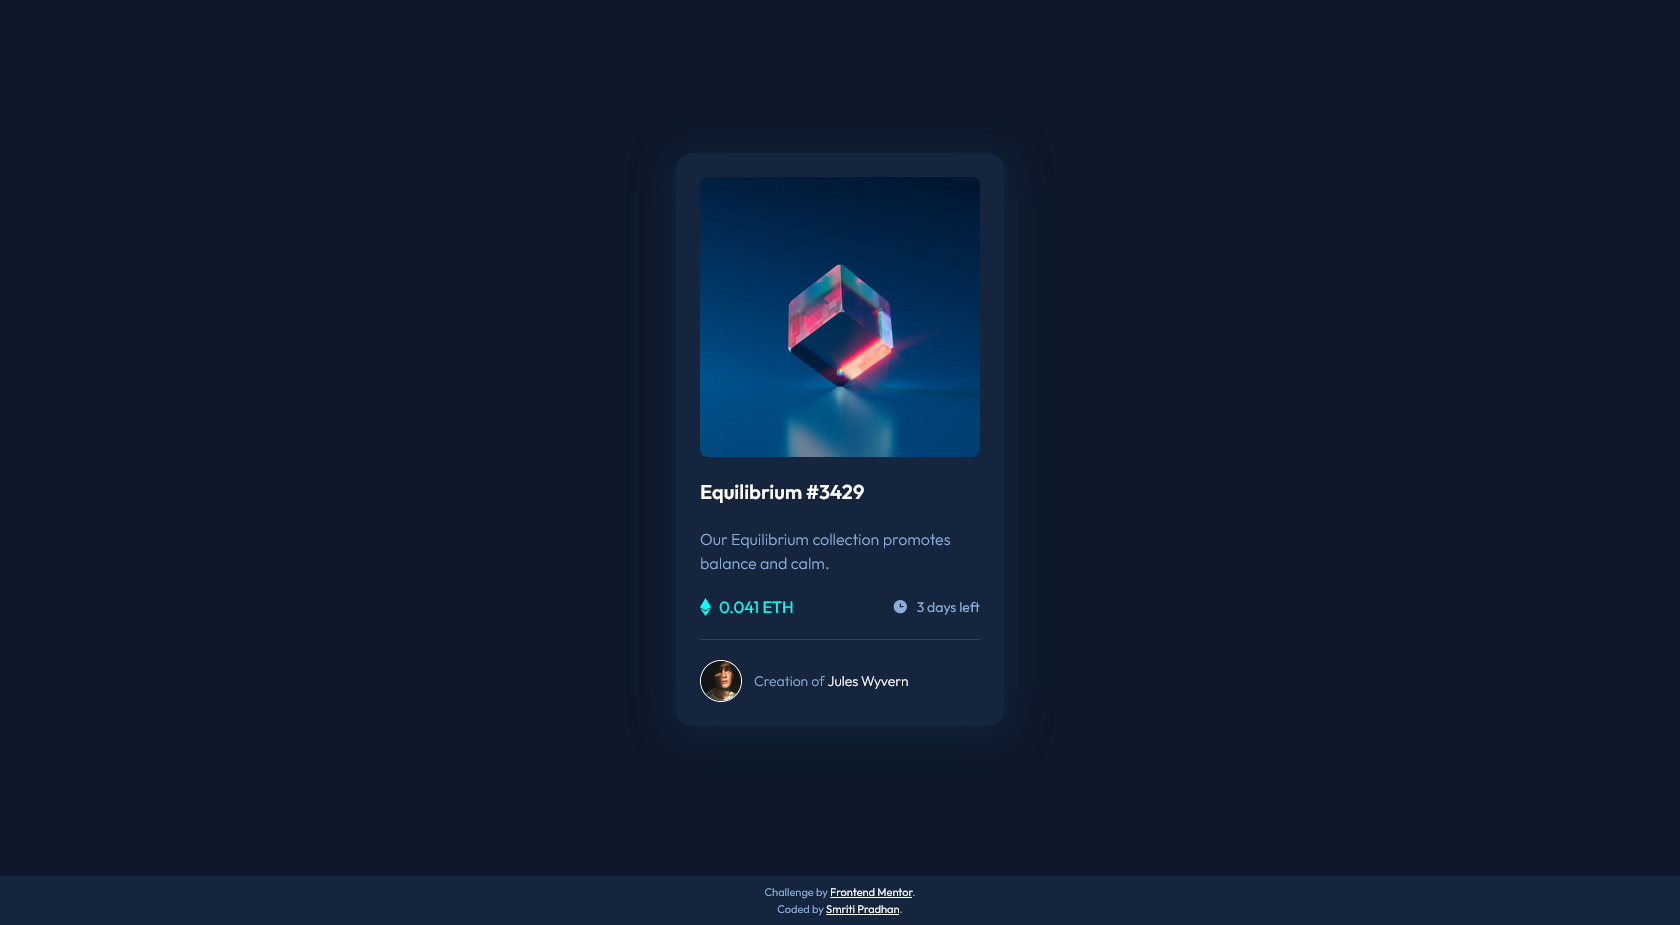 Equilibrium #3429
Our Equilibrium collection promotes
balance and calm.
0.041 ETH
3 days left
Creation of Jules Wyvern
Challenge by Frontend Mentor.
Coded by Smriti Pradhan.